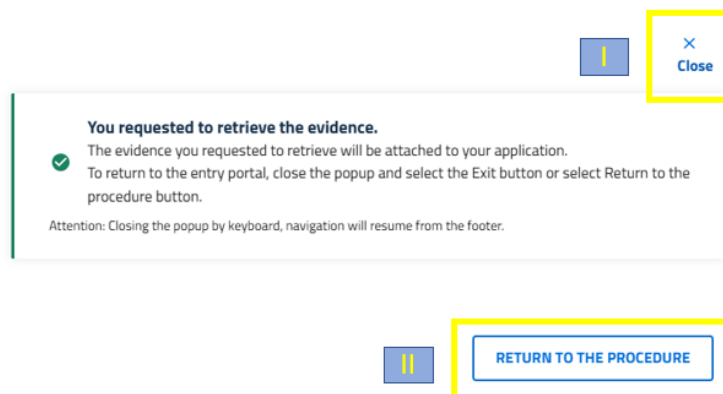 I
Close
You requested to retrieve the evidence.
The evidence you requested to retrieve will be attached to your application.
To return to the entry portal, close the popup and select the Exit button or select Return to the
procedure button.
Attention: Closing the popup by keyboard, navigation will resume from the footer.
II
RETURN TO THE PROCEDURE